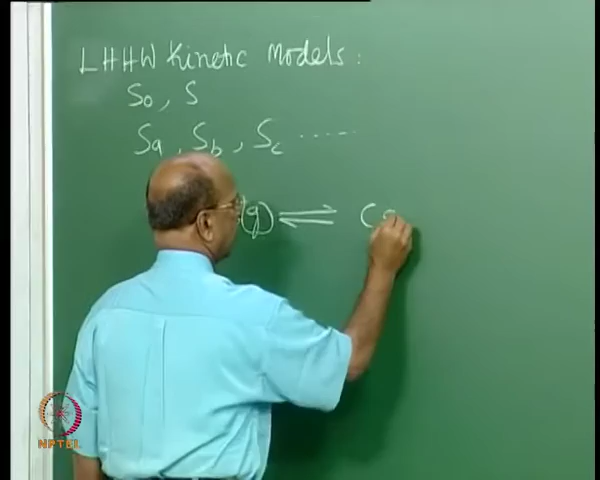 LHHW Kinetic Models :
So, S
Sa, Sb, Sc ......
(g) ⇌ C
NPTEL